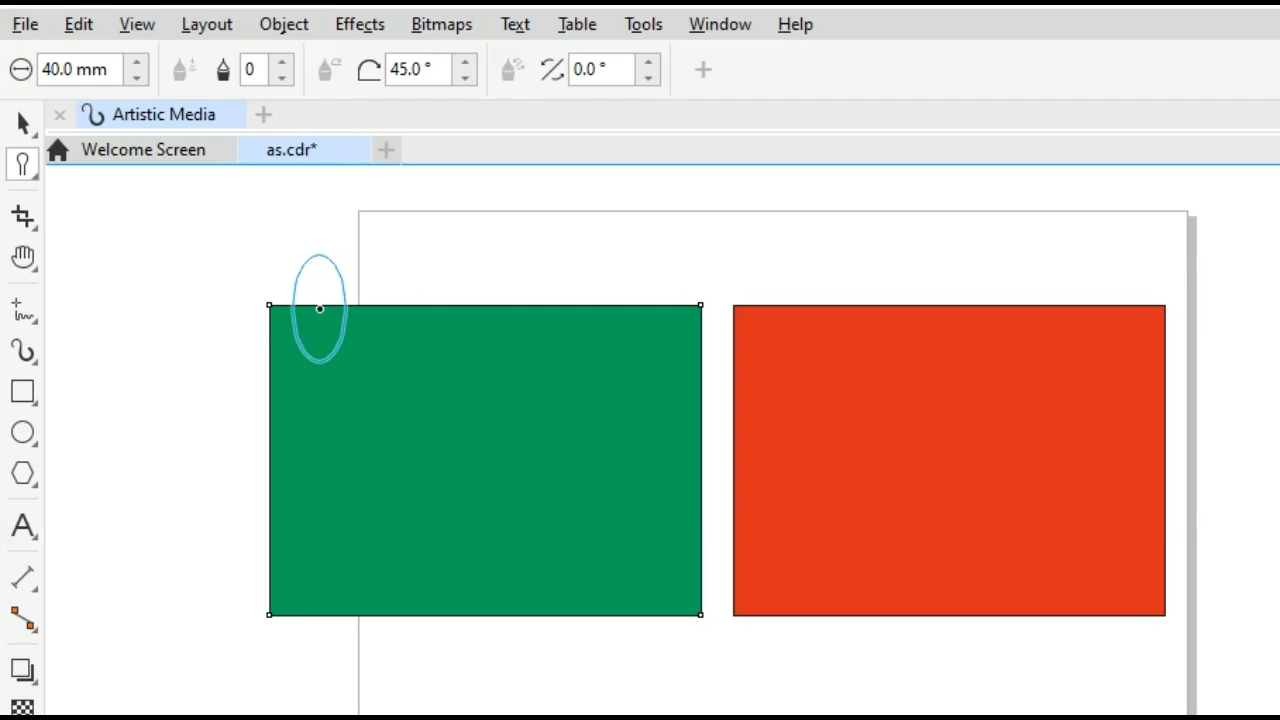 File Edit View Layout Object Effects Bitmaps Text Table Tools Window Help
40.0 mm 0 45.0 ° 0.0 °
Artistic Media
Welcome Screen as.cdr*